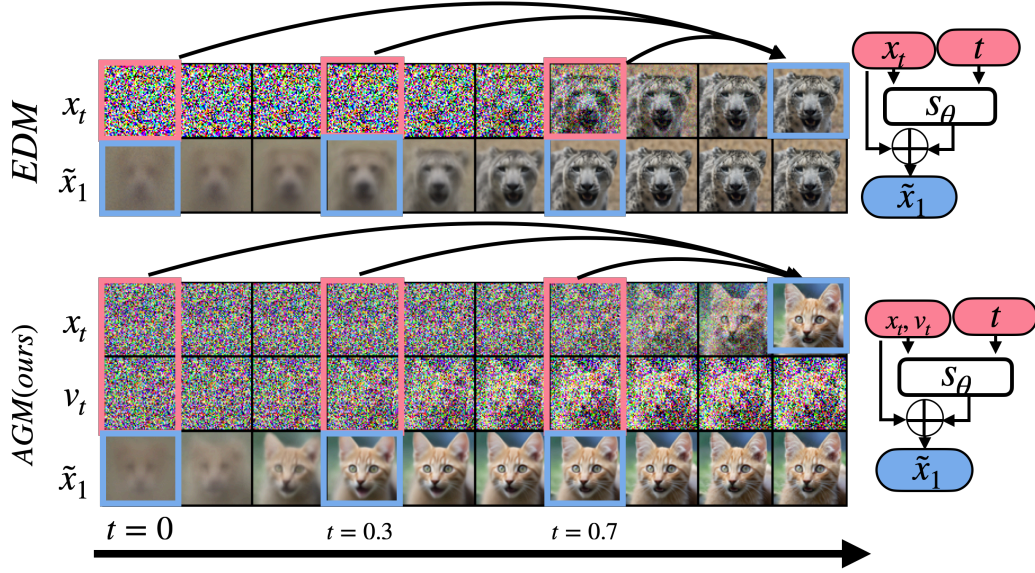 EDM
x_t
x̃_1
x_t
t
s_θ
x̃_1
AGM(ours)
x_t
v_t
x̃_1
x_t, v_t
t
s_θ
x̃_1
t = 0
t = 0.3
t = 0.7